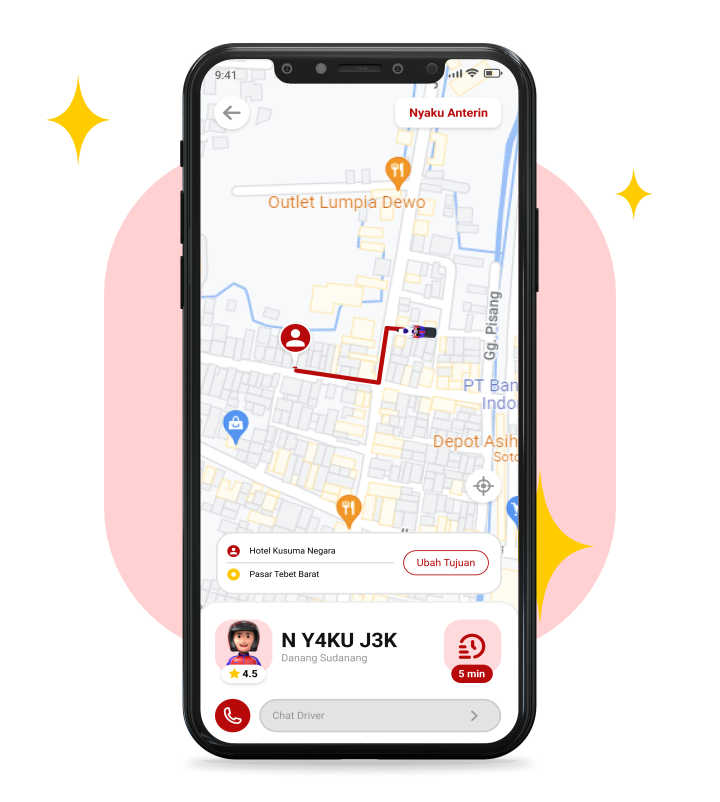 9:41
Nyaku Anterin
Outlet Lumpia Dewo
Gg. Pisang
PT Ban
Indo
Depot Asih
Soto
Hotel Kusuma Negara
Pasar Tebet Barat
Ubah Tujuan
N Y4KU J3K
Danang Sudanang
4.5
5 min
Chat Driver